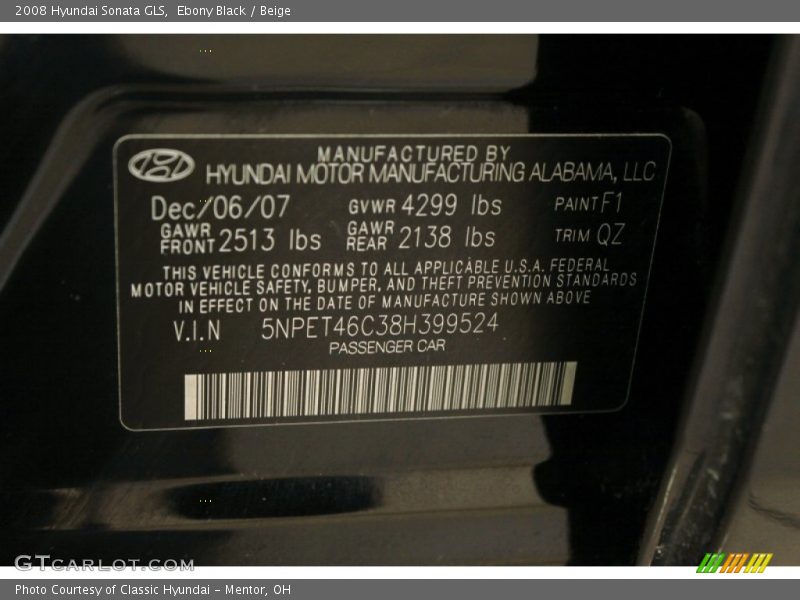 2008 Hyundai Sonata GLS, Ebony Black / Beige
MANUFACTURED BY
HYUNDAI MOTOR MANUFACTURING ALABAMA, LLC
Dec/06/07 GVWR 4299 lbs PAINT F1
GAWR FRONT 2513 lbs GAWR REAR 2138 lbs TRIM QZ
THIS VEHICLE CONFORMS TO ALL APPLICABLE U.S.A. FEDERAL
MOTOR VEHICLE SAFETY, BUMPER, AND THEFT PREVENTION STANDARDS
IN EFFECT ON THE DATE OF MANUFACTURE SHOWN ABOVE
V.I.N 5NPET46C38H399524
PASSENGER CAR
GTCARLOT.COM
Photo Courtesy of Classic Hyundai - Mentor, OH